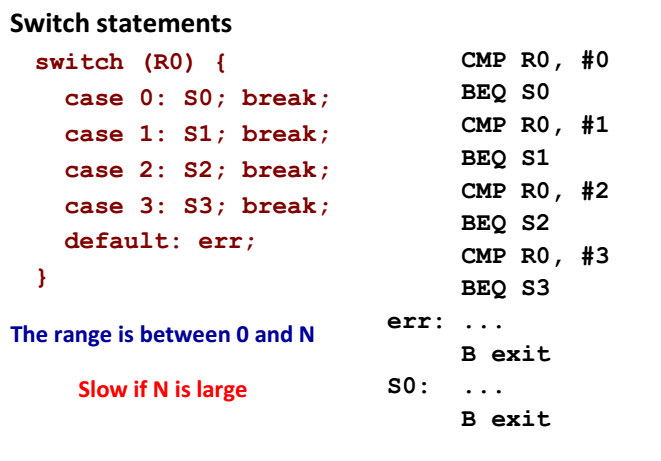 Switch statements
switch (R0) {
case 0: S0; break;
case 1: S1; break;
case 2: S2; break;
case 3: S3; break;
default: err;
}
The range is between 0 and N
Slow if N is large
CMP R0, #0
BEQ S0
CMP R0, #1
BEQ S1
CMP R0, #2
BEQ S2
CMP R0, #3
BEQ S3
err: ...
B exit
S0: ...
B exit